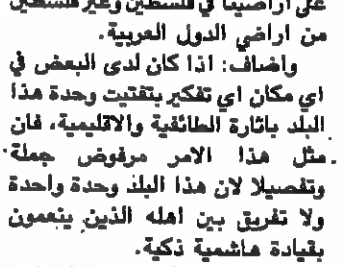 على اراضيها في فلسطين وغير فلسطين
من اراضي الدول العربية.
واضاف: اذا كان لدى البعض في
اي مكان اي تفكير بتفتيت وحدة هذا
البلد باثارة الطائفية والاقليمية، فان
مثل هذا الامر مرفوض جملة
وتفصيلا لان هذا البلد وحدة واحدة
ولا تفريق بين اهله الذين ينعمون
بقيادة هاشمية ذكية.